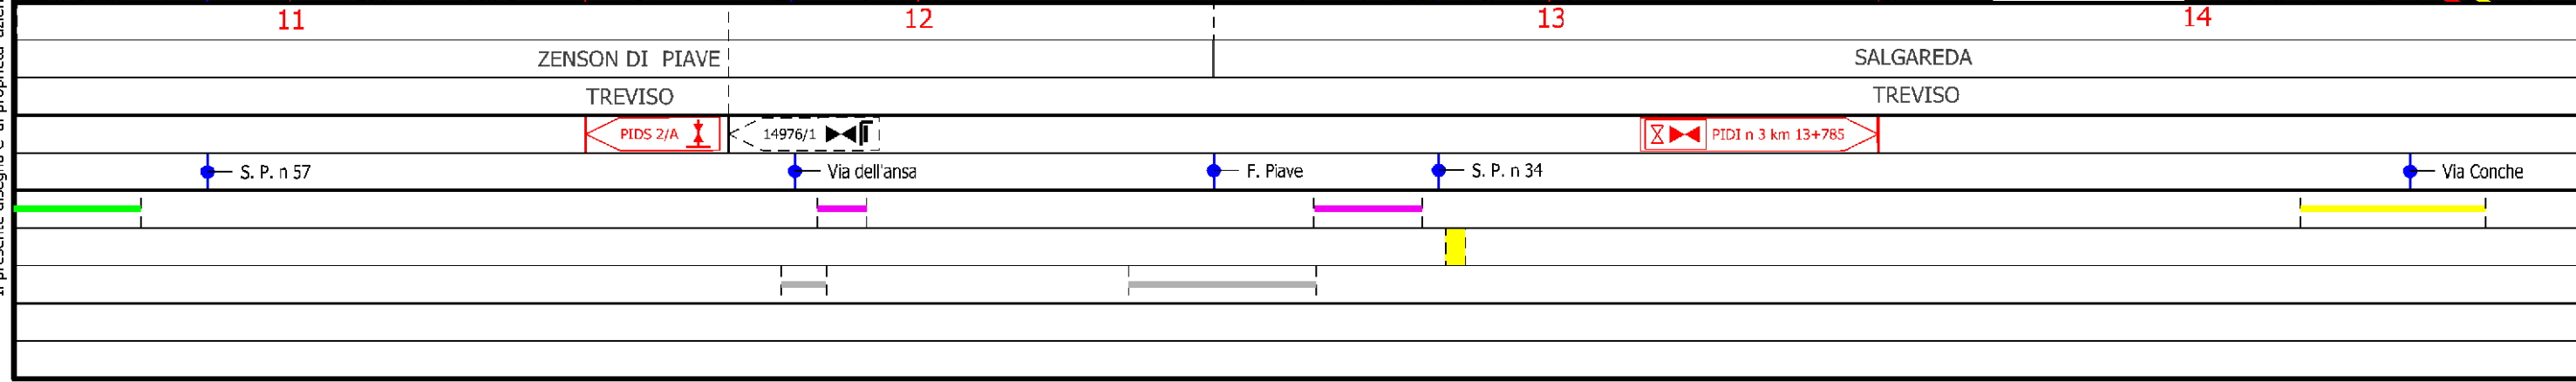 11 12 13 14
ZENSON DI PIAVE SALGAREDA
TREVISO TREVISO
PIDS 2/A 14976/1 PIDI n 3 km 13+785
S. P. n 57 Via dell'ansa F. Piave S. P. n 34 Via Conche